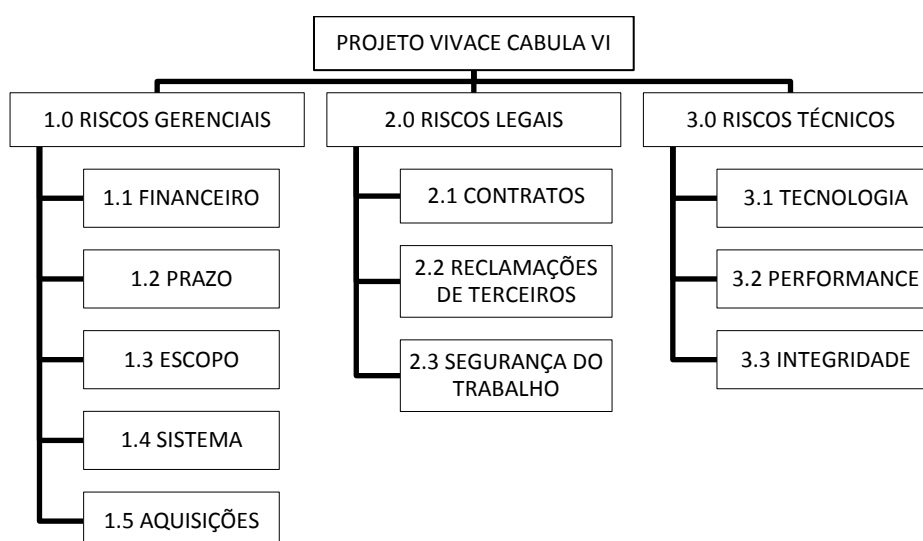 PROJETO VIVACE CABULA VI
1.0 RISCOS GERENCIAIS
1.1 FINANCEIRO
1.2 PRAZO
1.3 ESCOPO
1.4 SISTEMA
1.5 AQUISIÇÕES
2.0 RISCOS LEGAIS
2.1 CONTRATOS
2.2 RECLAMAÇÕES
DE TERCEIROS
2.3 SEGURANÇA DO
TRABALHO
3.0 RISCOS TÉCNICOS
3.1 TECNOLOGIA
3.2 PERFORMANCE
3.3 INTEGRIDADE